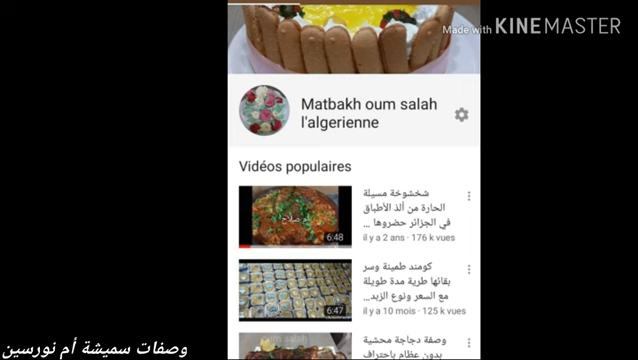 Made with KINEMASTER
Matbakh oum salah
l'algerienne
Vidéos populaires
شخشوخة مسيلة
الحارة من ألذ الأطباق
في الجزائر حضروها ...
6:48
il y a 2 ans · 176 k vues
كومند طمينة وسر
بقائها طرية مدة طويلة
مع السعر ونوع الزبد...
6:47
il y a 10 mois · 125 k vues
وصفة دجاجة محشية
بدون عظام باحتراف
وصفات سميشة أم نورسين